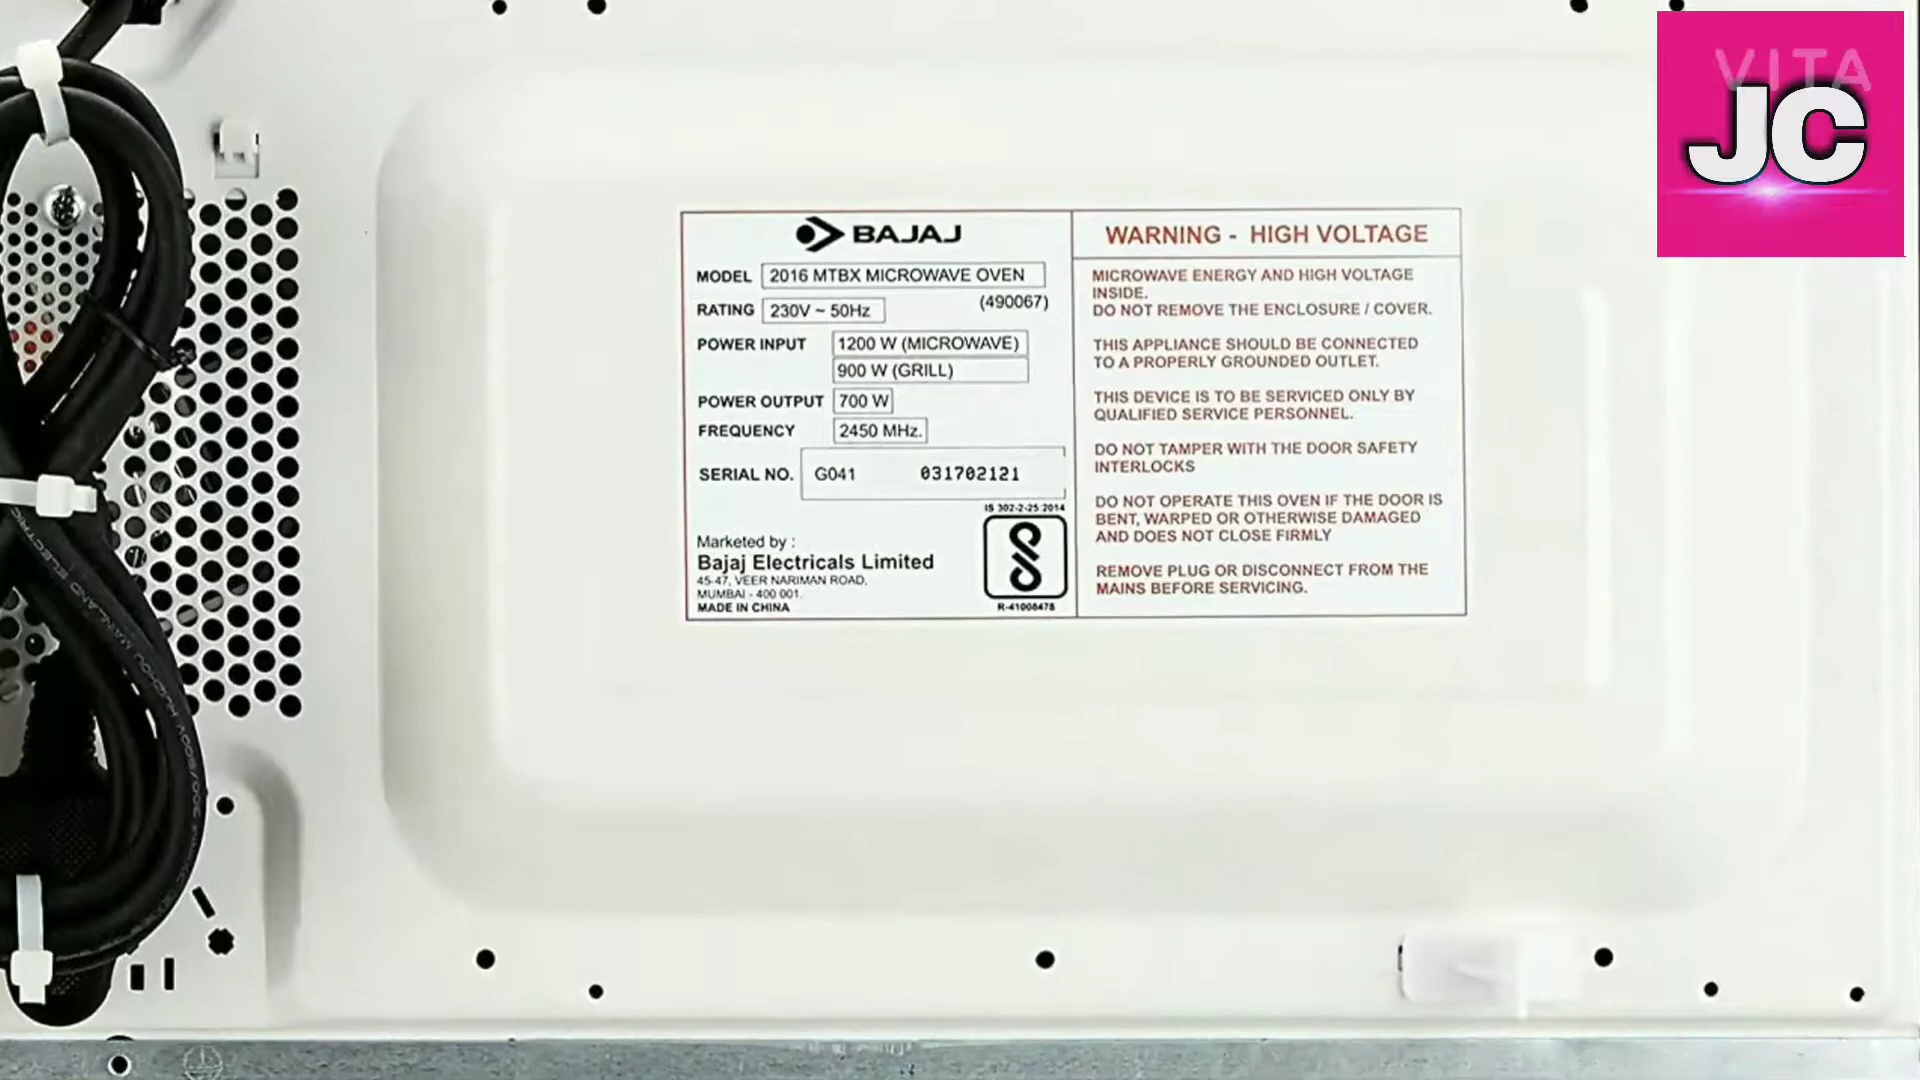 VITA
JC
BAJAJ
MODEL 2016 MTBX MICROWAVE OVEN
(490067)
RATING 230V ~ 50Hz
POWER INPUT 1200 W (MICROWAVE)
900 W (GRILL)
POWER OUTPUT 700 W
FREQUENCY 2450 MHz.
SERIAL NO. G041 031702121
IS 302-2-25:2014
Marketed by :
Bajaj Electricals Limited
45-47, VEER NARIMAN ROAD,
MUMBAI - 400 001.
MADE IN CHINA
R-41008478
WARNING - HIGH VOLTAGE
MICROWAVE ENERGY AND HIGH VOLTAGE
INSIDE.
DO NOT REMOVE THE ENCLOSURE / COVER.
THIS APPLIANCE SHOULD BE CONNECTED
TO A PROPERLY GROUNDED OUTLET.
THIS DEVICE IS TO BE SERVICED ONLY BY
QUALIFIED SERVICE PERSONNEL.
DO NOT TAMPER WITH THE DOOR SAFETY
INTERLOCKS
DO NOT OPERATE THIS OVEN IF THE DOOR IS
BENT, WARPED OR OTHERWISE DAMAGED
AND DOES NOT CLOSE FIRMLY
REMOVE PLUG OR DISCONNECT FROM THE
MAINS BEFORE SERVICING.